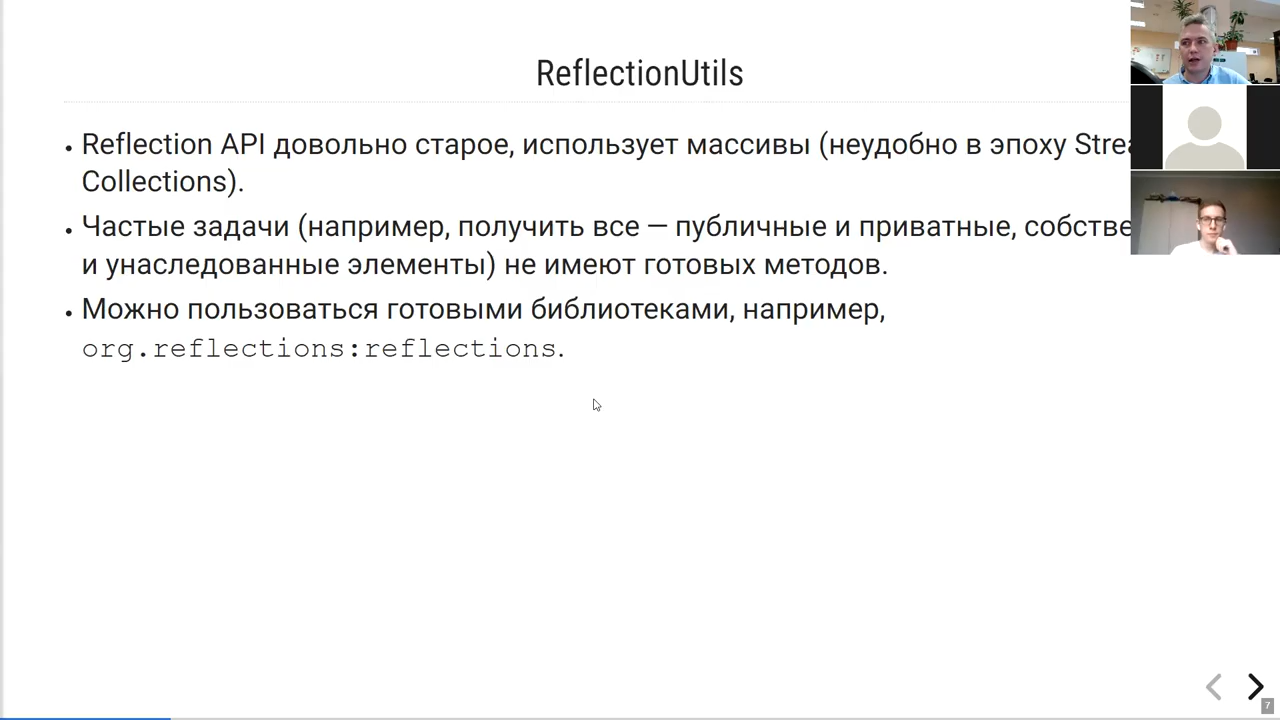 ReflectionUtils
• Reflection API довольно старое, использует массивы (неудобно в эпоху
Collections).
• Частые задачи (например, получить все — публичные и приватные,
и унаследованные элементы) не имеют готовых методов.
• Можно пользоваться готовыми библиотеками, например,
org.reflections:reflections.
7